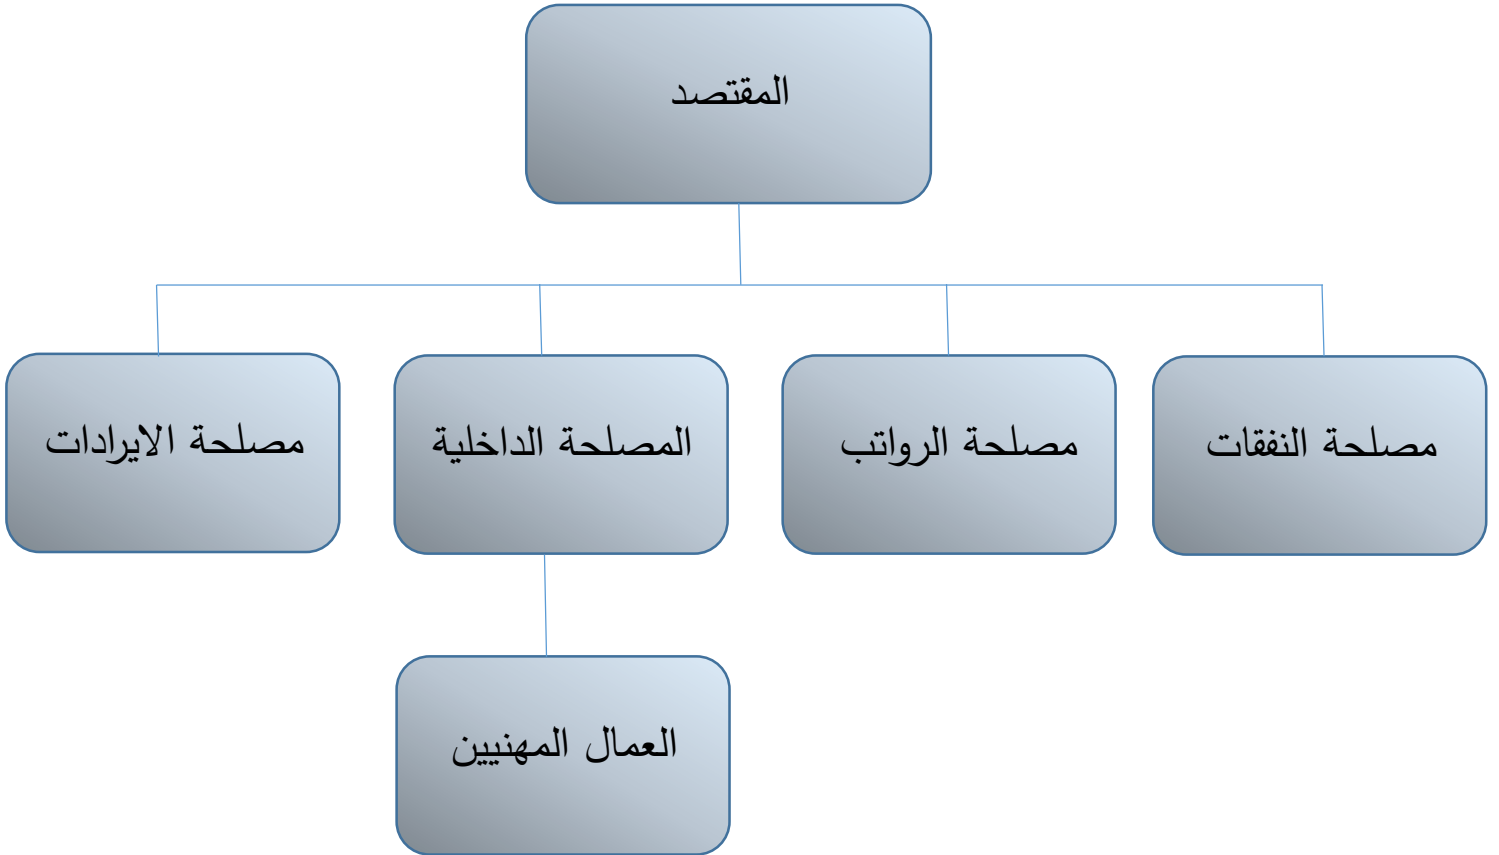 المقتصد
مصلحة النفقات
مصلحة الرواتب
المصلحة الداخلية
مصلحة الايرادات
العمال المهنيين